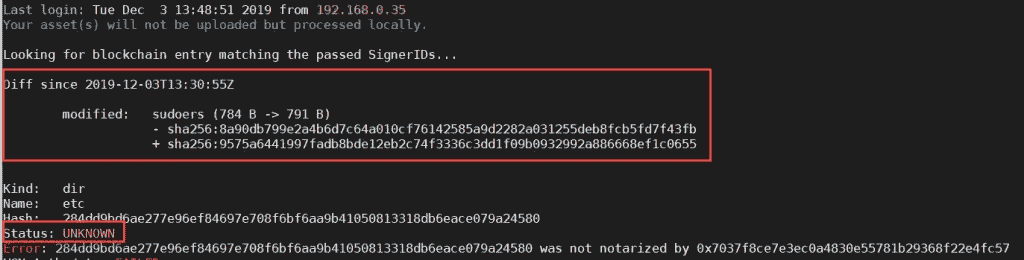 Last login: Tue Dec  3 13:48:51 2019 from 192.168.0.35
Your asset(s) will not be uploaded but processed locally.
Looking for blockchain entry matching the passed SignerIDs...
Diff since 2019-12-03T13:30:55Z
modified:   sudoers (784 B -> 791 B)
- sha256:8a90db799e2a4b6d7c64a010cf76142585a9d2282a031255deb8fcb5fd7f43fb
+ sha256:9575a6441997fadb8bde12eb2c74f3336c3dd1f09b0932992a886668ef1c0655
Kind:   dir
Name:   etc
Hash:   284dd9bd6ae277e96ef84697e708f6bf6aa9b41050813318db6eace079a24580
Status: UNKNOWN
Error: 284dd9bd6ae277e96ef84697e708f6bf6aa9b41050813318db6eace079a24580 was not notarized by 0x7037f8ce7e3ec0a4830e55781b29368f22e4fc57